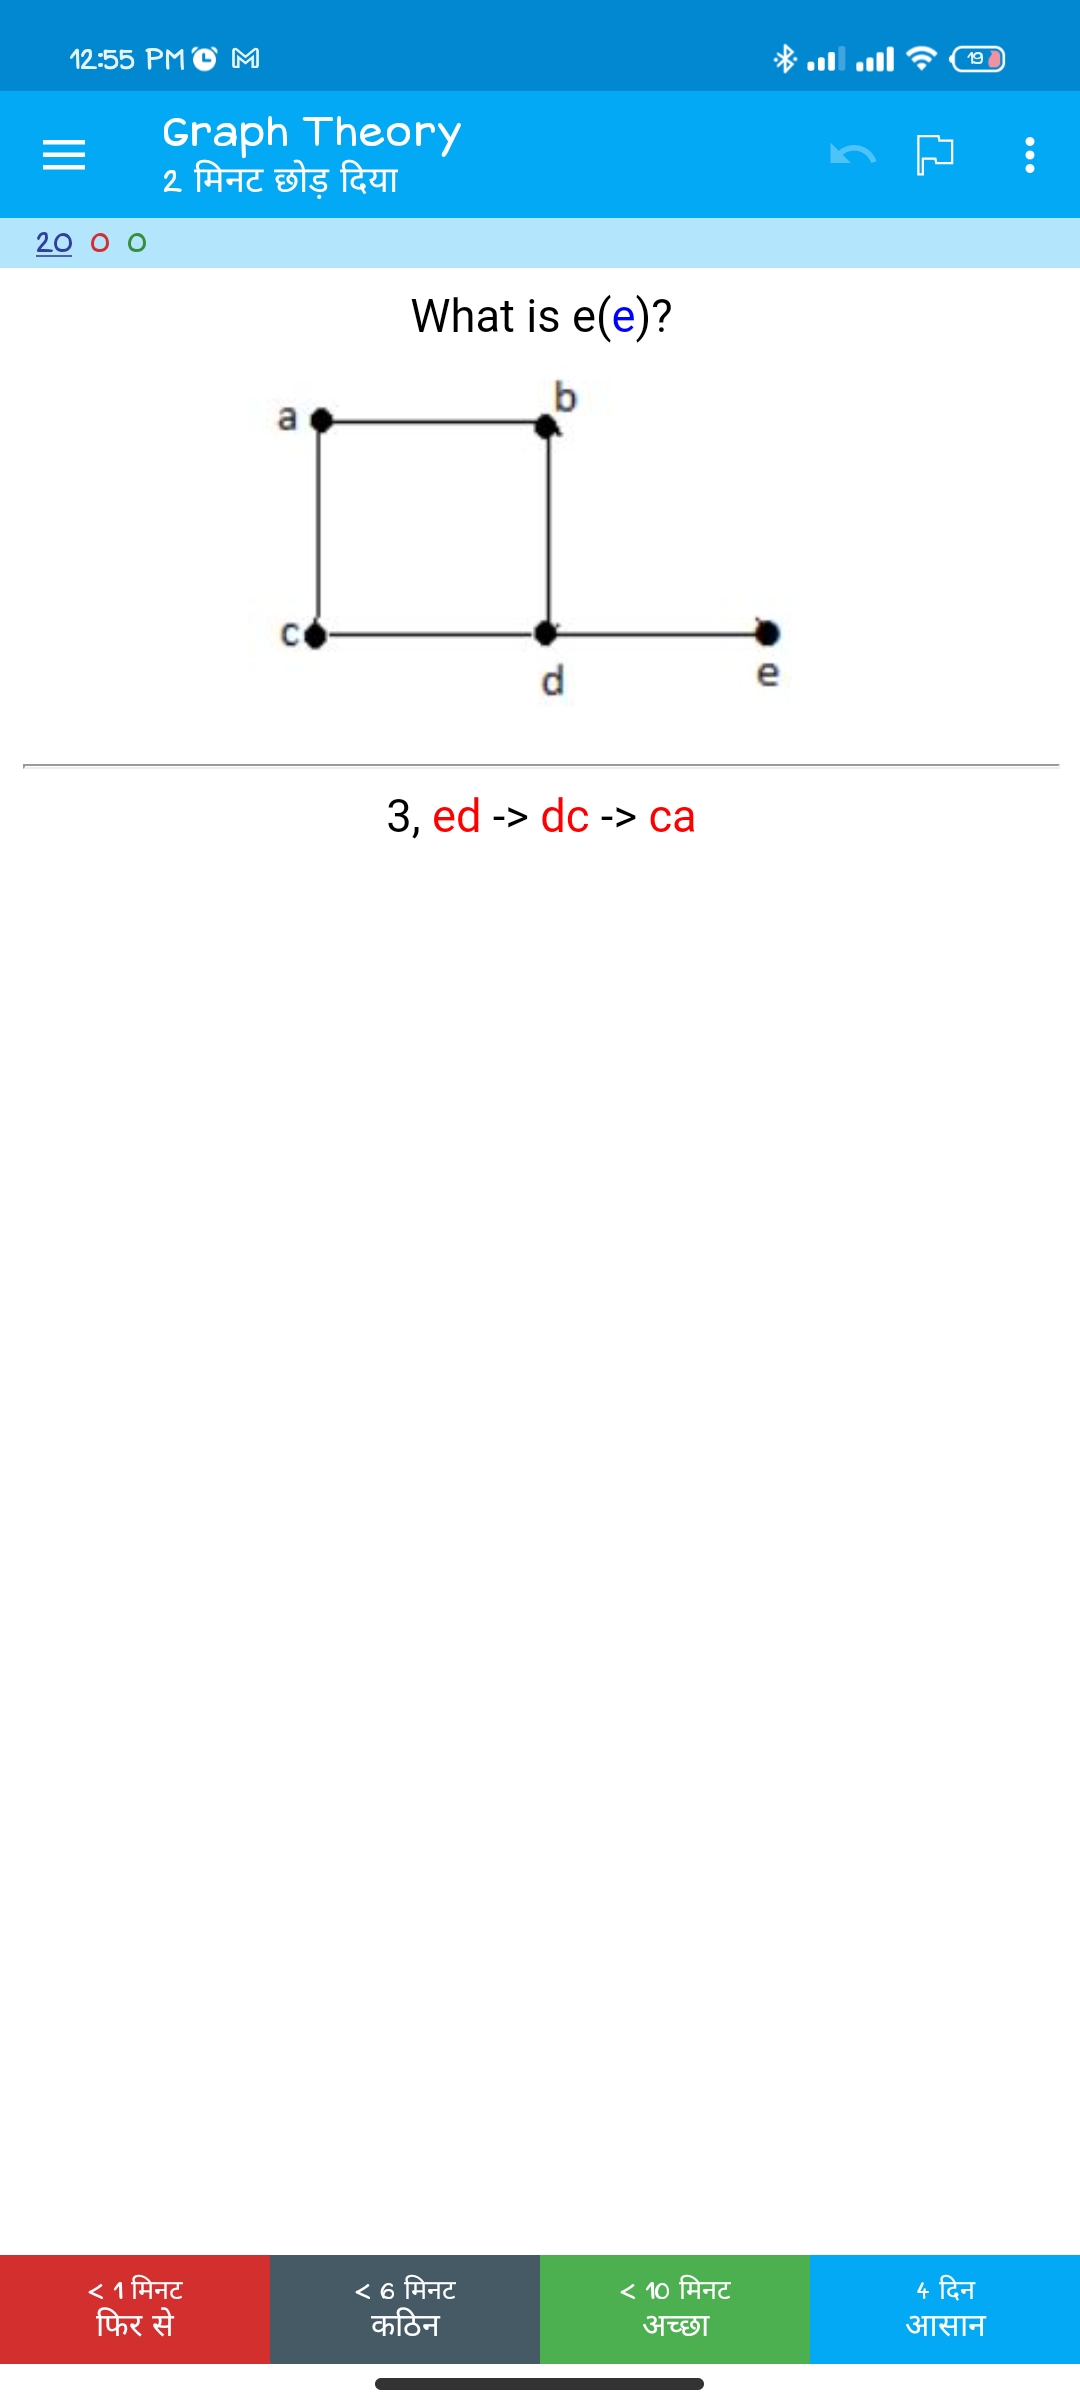 12:55 PM
19
Graph Theory
2 मिनट छोड़ दिया
20 0 0
What is e(e)?
a
b
c
d
e
3, ed -> dc -> ca
< 1 मिनट
फिर से
< 6 मिनट
कठिन
< 10 मिनट
अच्छा
4 दिन
आसान